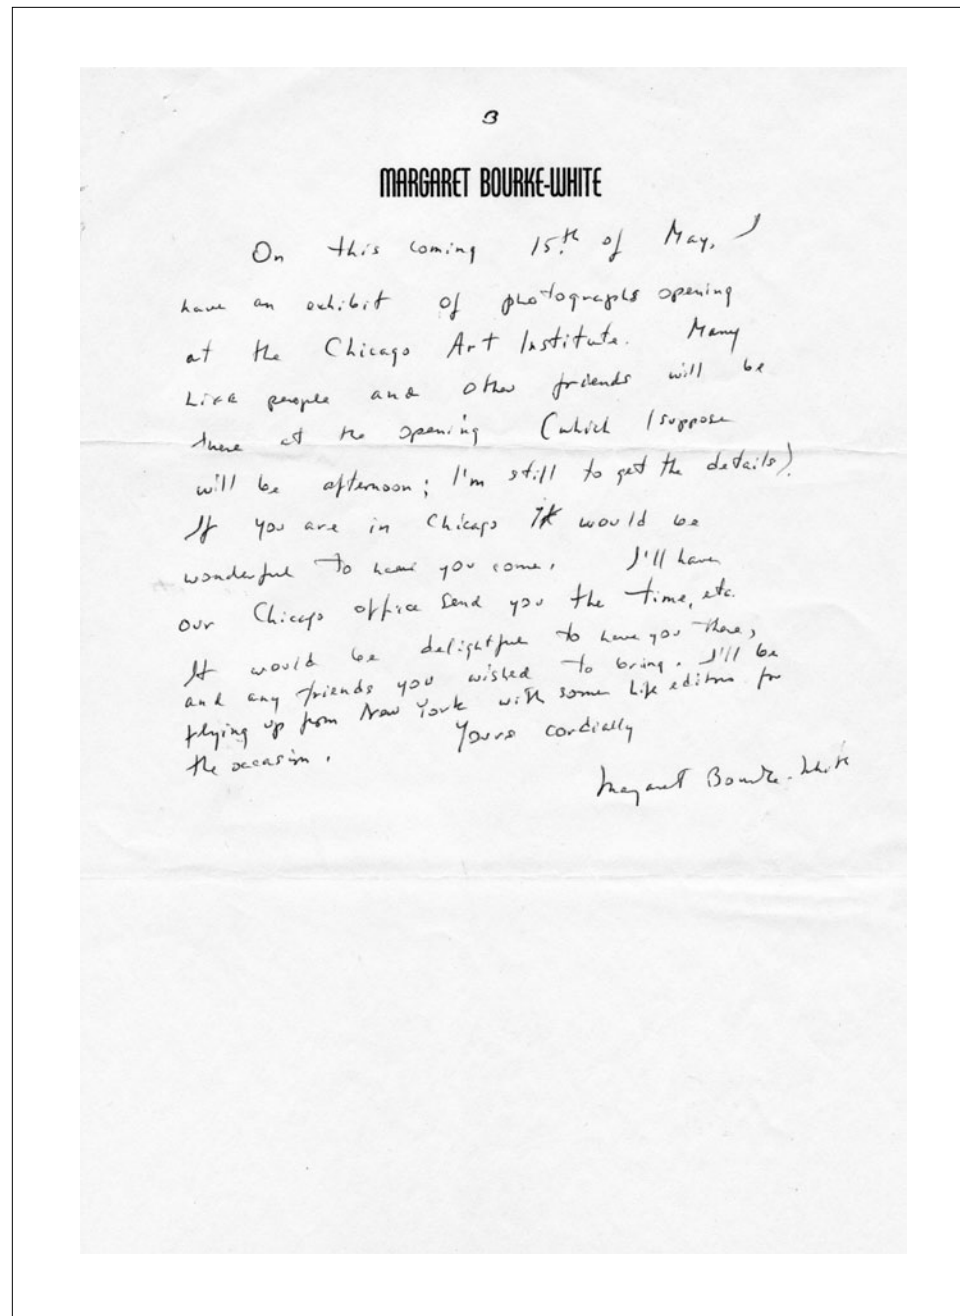 3
MARGARET BOURKE-WHITE
On this coming 15th of May, I
have an exhibit of photographs opening
at the Chicago Art Institute. Many
Life people and other friends will be
there at the opening (which I suppose
will be afternoon; I'm still to get the details).
If you are in Chicago it would be
wonderful to have you come. I'll have
our Chicago office send you the time, etc.
It would be delightful to have you there,
and any friends you wished to bring. I'll be
flying up from New York with some Life editors for
the occasion. Yours cordially
Margaret Bourke-White